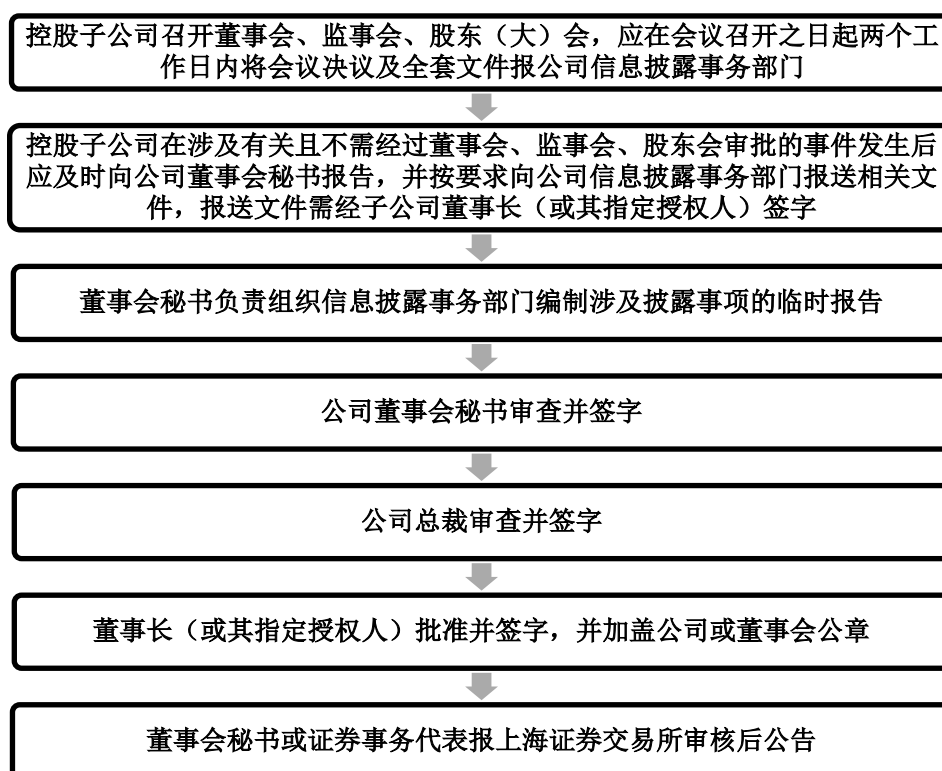 控股子公司召开董事会、监事会、股东（大）会，应在会议召开之日起两个工
作日内将会议决议及全套文件报公司信息披露事务部门
控股子公司在涉及有关且不需经过董事会、监事会、股东会审批的事件发生后
应及时向公司董事会秘书报告，并按要求向公司信息披露事务部门报送相关文
件，报送文件需经子公司董事长（或其指定授权人）签字
董事会秘书负责组织信息披露事务部门编制涉及披露事项的临时报告
公司董事会秘书审查并签字
公司总裁审查并签字
董事长（或其指定授权人）批准并签字，并加盖公司或董事会公章
董事会秘书或证券事务代表报上海证券交易所审核后公告